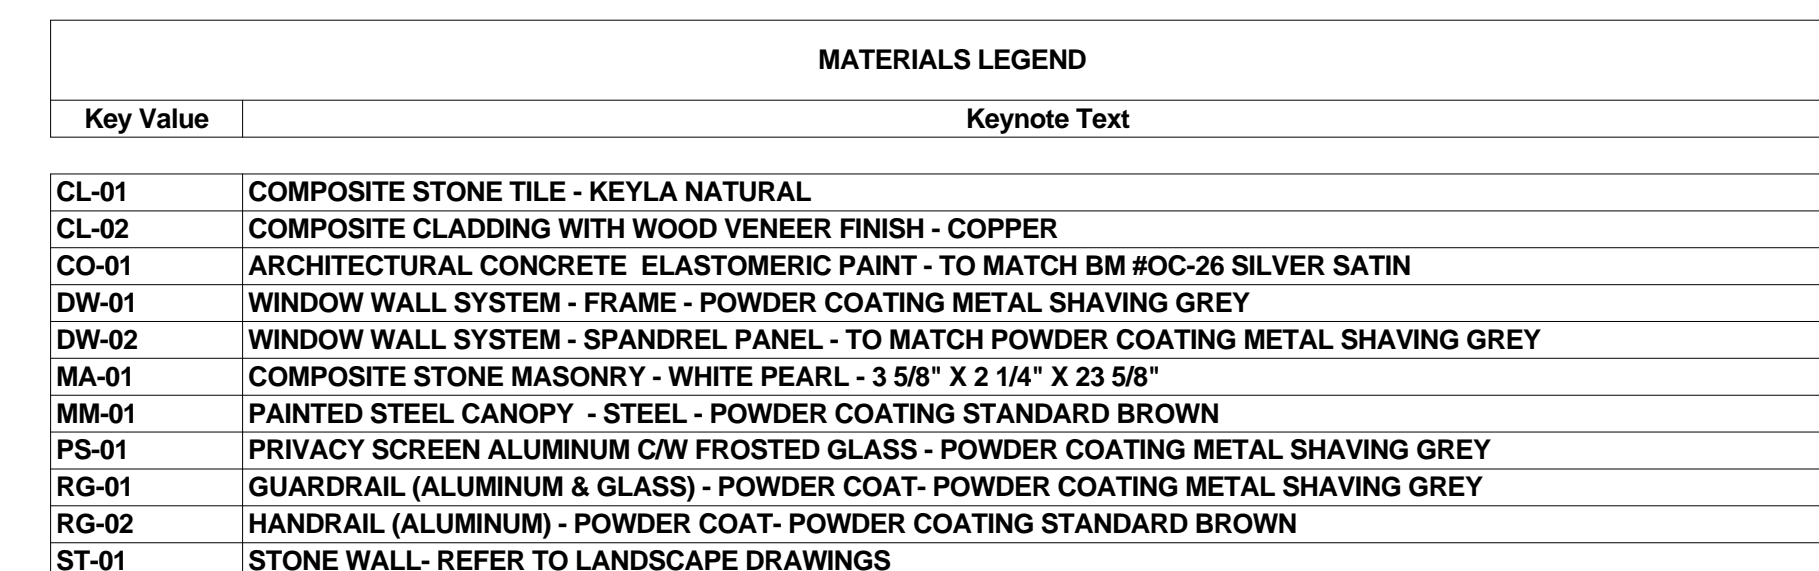 MATERIALS LEGEND
Key Value Keynote Text
CL-01 COMPOSITE STONE TILE - KEYLA NATURAL
CL-02 COMPOSITE CLADDING WITH WOOD VENEER FINISH - COPPER
CO-01 ARCHITECTURAL CONCRETE  ELASTOMERIC PAINT - TO MATCH BM #OC-26 SILVER SATIN
DW-01 WINDOW WALL SYSTEM - FRAME - POWDER COATING METAL SHAVING GREY
DW-02 WINDOW WALL SYSTEM - SPANDREL PANEL - TO MATCH POWDER COATING METAL SHAVING GREY
MA-01 COMPOSITE STONE MASONRY - WHITE PEARL - 3 5/8" X 2 1/4" X 23 5/8"
MM-01 PAINTED STEEL CANOPY  - STEEL - POWDER COATING STANDARD BROWN
PS-01 PRIVACY SCREEN ALUMINUM C/W FROSTED GLASS - POWDER COATING METAL SHAVING GREY
RG-01 GUARDRAIL (ALUMINUM & GLASS) - POWDER COAT- POWDER COATING METAL SHAVING GREY
RG-02 HANDRAIL (ALUMINUM) - POWDER COAT- POWDER COATING STANDARD BROWN
ST-01 STONE WALL- REFER TO LANDSCAPE DRAWINGS